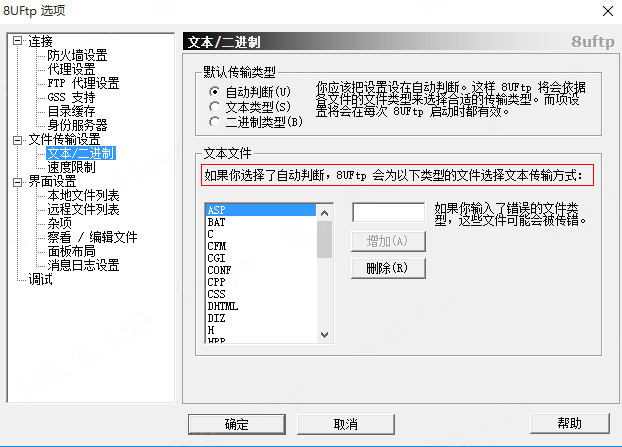 8UFtp 选项
连接
防火墙设置
代理设置
FTP 代理设置
GSS 支持
目录缓存
身份服务器
文件传输设置
文本/二进制
速度限制
界面设置
本地文件列表
远程文件列表
杂项
察看 / 编辑文件
面板布局
消息日志设置
调试
文本/二进制
8uftp
默认传输类型
自动判断(U)
文本类型(S)
二进制类型(B)
你应该把设置设在自动判断。这样 8UFtp 将会依据
各文件的文件类型来选择合适的传输类型。而项设
置将会在每次 8UFtp 启动时都有效。
文本文件
如果你选择了自动判断，8UFtp 会为以下类型的文件选择文本传输方式：
ASP
BAT
C
CFM
CGI
CONF
CPP
CSS
DHTML
DIZ
H
HPP
增加(A)
删除(R)
如果你输入了错误的文件类
型，这些文件可能会被传错。
确定
取消
帮助